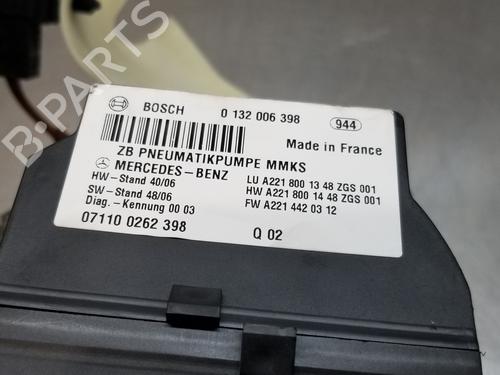 BOSCH 0 132 006 398 944
Made in France
ZB PNEUMATIKPUMPE MMKS
MERCEDES-BENZ
LU A221 800 13 48 ZGS 001
HW-Stand 40/06
HW A221 800 14 48 ZGS 001
SW-Stand 48/06
FW A221 442 03 12
Diag.-Kennung 00 03
07110 0262 398
Q 02
B-Parts